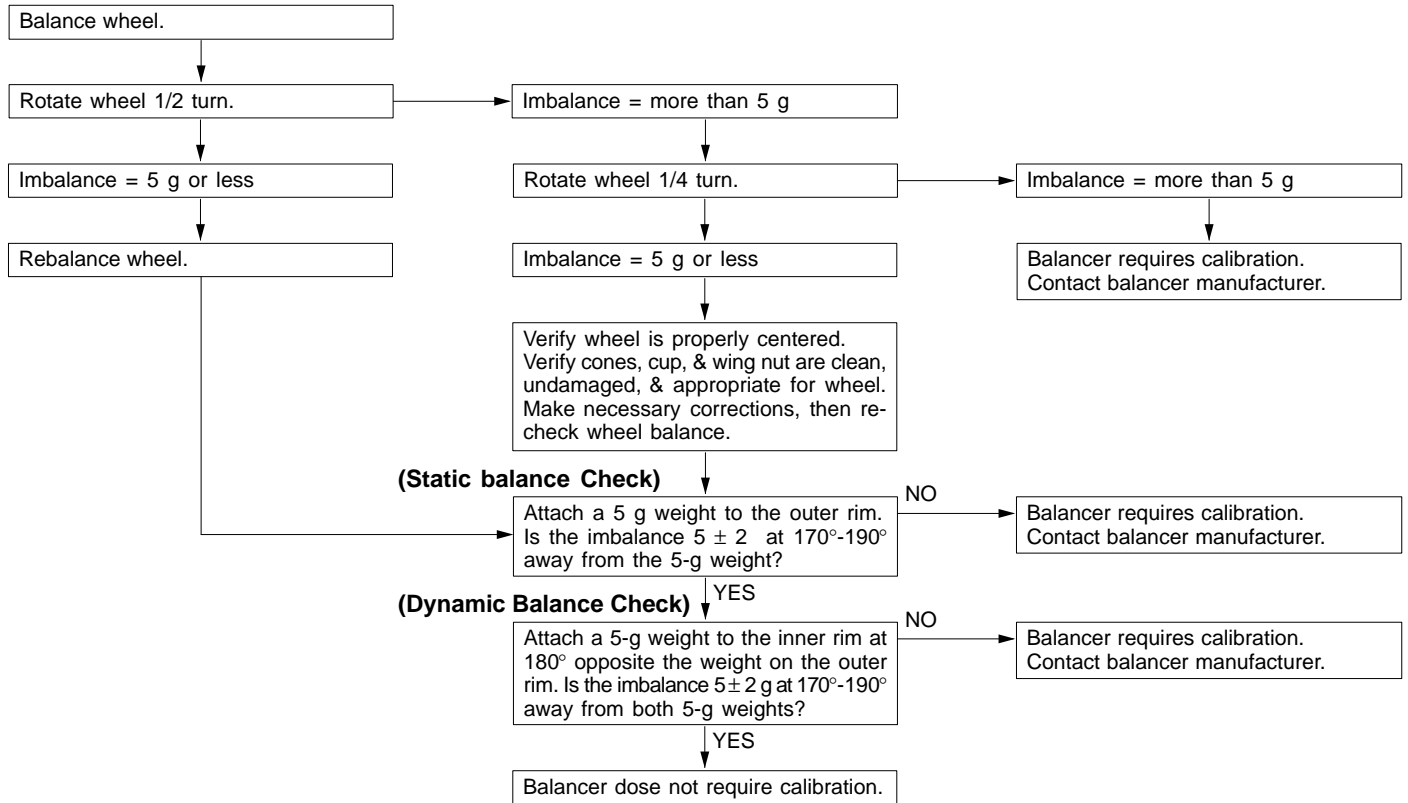 Balance wheel.
Rotate wheel 1/2 turn.
Imbalance = more than 5 g
Imbalance = 5 g or less
Rotate wheel 1/4 turn.
Imbalance = more than 5 g
Rebalance wheel.
Imbalance = 5 g or less
Balancer requires calibration.
Contact balancer manufacturer.
Verify wheel is properly centered.
Verify cones, cup, & wing nut are clean,
undamaged, & appropriate for wheel.
Make necessary corrections, then re-
check wheel balance.
(Static balance Check)
Attach a 5 g weight to the outer rim.
Is the imbalance 5 ± 2 at 170°-190°
away from the 5-g weight?
NO
Balancer requires calibration.
Contact balancer manufacturer.
YES
(Dynamic Balance Check)
Attach a 5-g weight to the inner rim at
180° opposite the weight on the outer
rim. Is the imbalance 5±2 g at 170°-190°
away from both 5-g weights?
NO
Balancer requires calibration.
Contact balancer manufacturer.
YES
Balancer dose not require calibration.